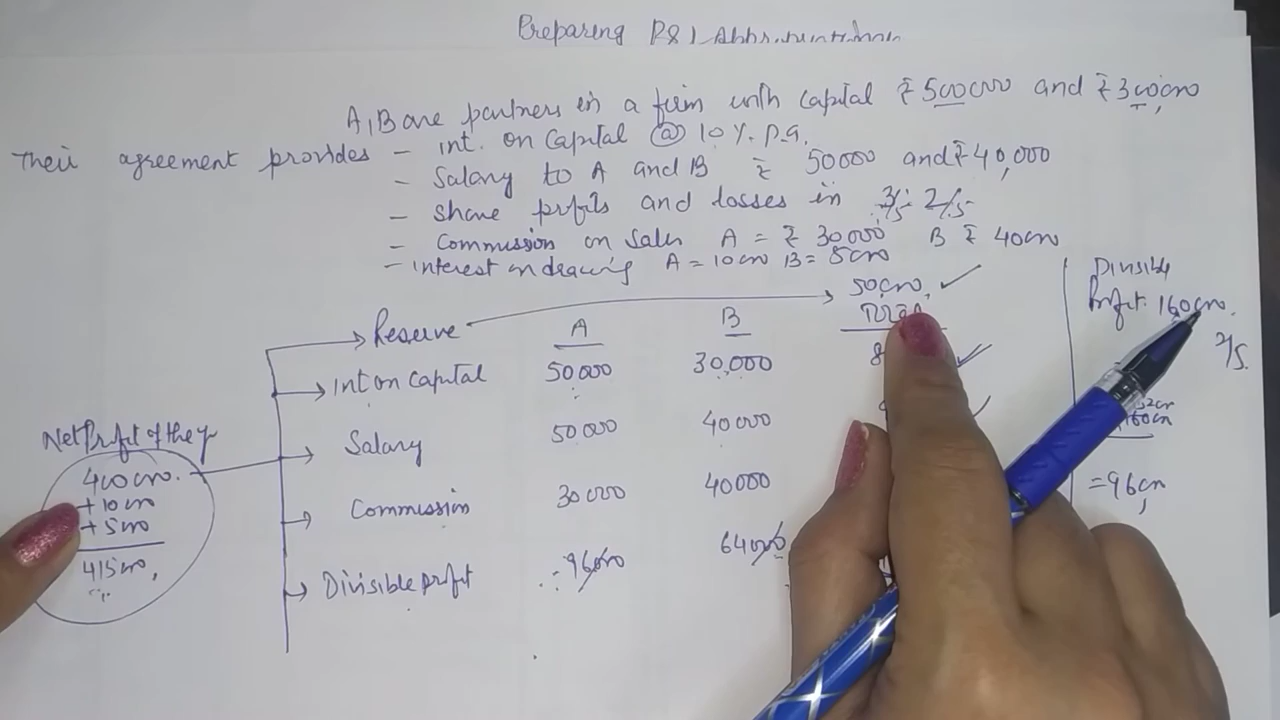 Preparing P&L
A, B are partners in a firm with capital ₹ 500000 and ₹ 300000
Their agreement provides - int. on Capital @ 10 %. p.a.
- Salary to A and B ₹ 50000 and ₹ 40,000
- Share profits and losses in 3/5 2/5
- Commission on Sales A = ₹ 30000 B ₹ 40000
- interest on drawing A = 10000 B = 5000
Divisible
50000,
Profit. 160000.
Reserve A B
2/5.
Int on Capital 50000 30,000
Salary 50000 40000
Net Profit of the yr
400000.
+ 10000
+ 5000
415000,
Commission 30000 40000
= 96000,
Divisible profit 96000 64000